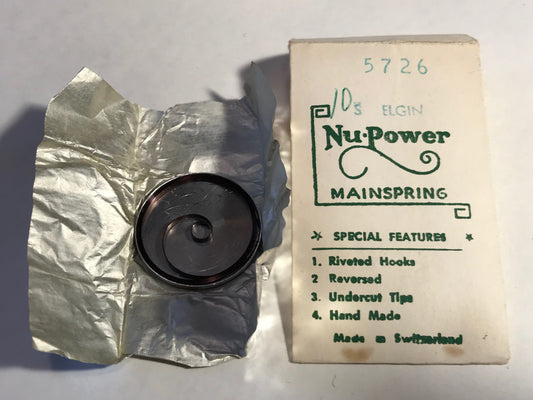 5726
10s ELGIN
Nu-Power
MAINSPRING
SPECIAL FEATURES
1. Riveted Hooks
2 Reversed
3. Undercut Tips
4. Hand Made
Made in Switzerland